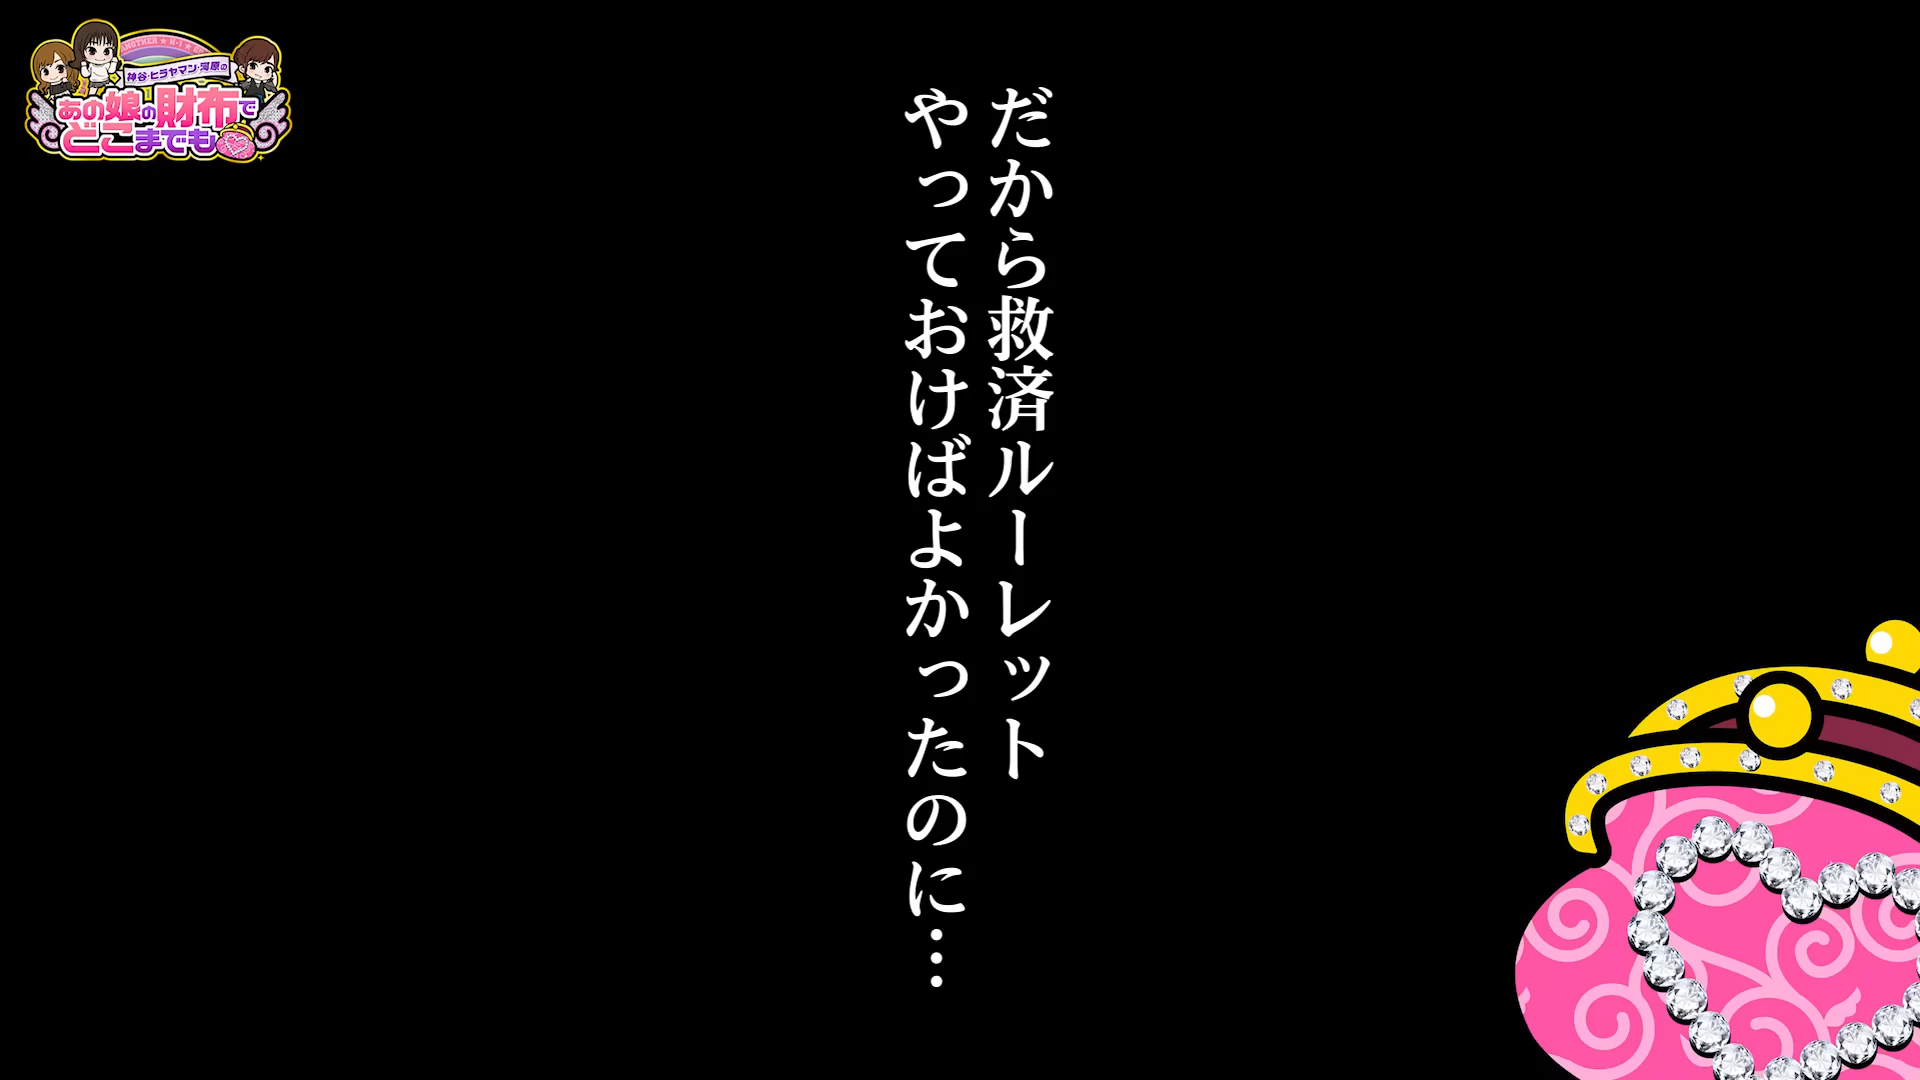 神谷・ヒラヤマン・河原の
あの娘の財布で
どこまでも
だから救済ルーレット
やっておけばよかったのに…